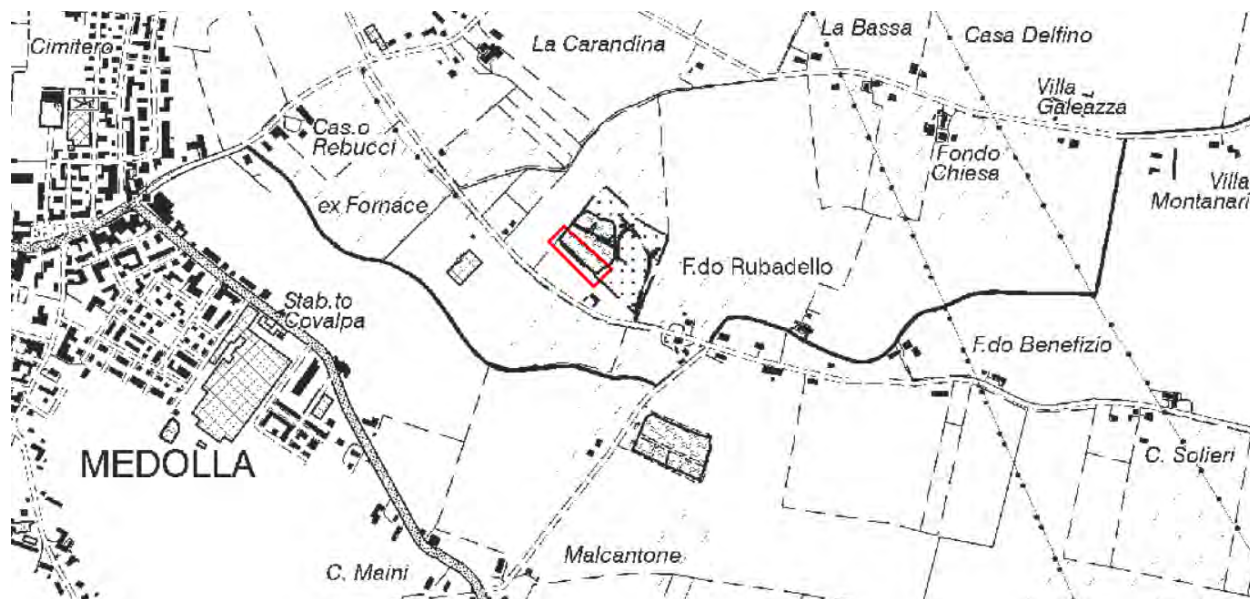 La Bassa
Casa Delfino
Cimitero
La Carandina
Villa
Galeazza
Cas.o
Rebucci
Fondo
Chiesa
Villa
Montanari
ex Fornace
F.do Rubadello
Stab.to
Covalpa
F.do Benefizio
MEDOLLA
C. Solieri
Malcantone
C. Maini